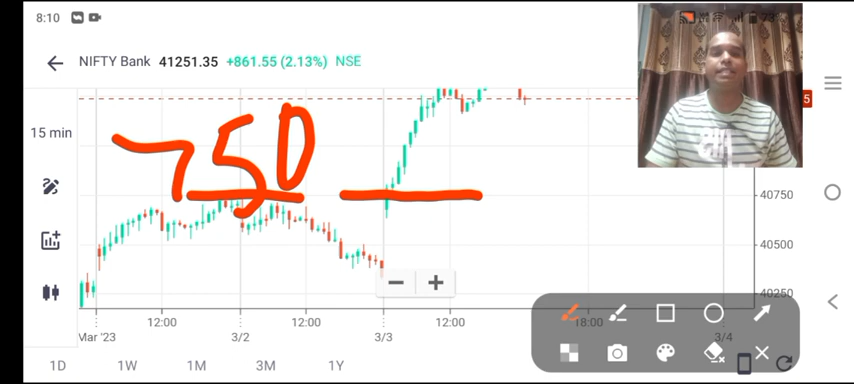 8:10
73%
NIFTY Bank 41251.35 +861.55 (2.13%) NSE
5
15 min
750
40750
40500
40250
12:00 12:00 12:00 18:00
Mar '23 3/2 3/3 3/4
1D 1W 1M 3M 1Y